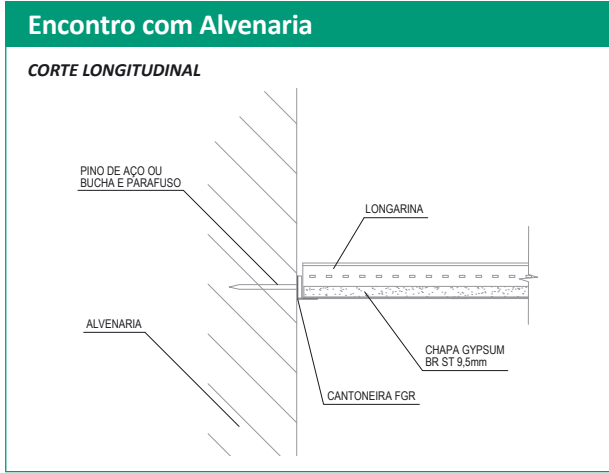 Encontro com Alvenaria
CORTE LONGITUDINAL
PINO DE AÇO OU
BUCHA E PARAFUSO
LONGARINA
ALVENARIA
CHAPA GYPSUM
BR ST 9,5mm
CANTONEIRA FGR